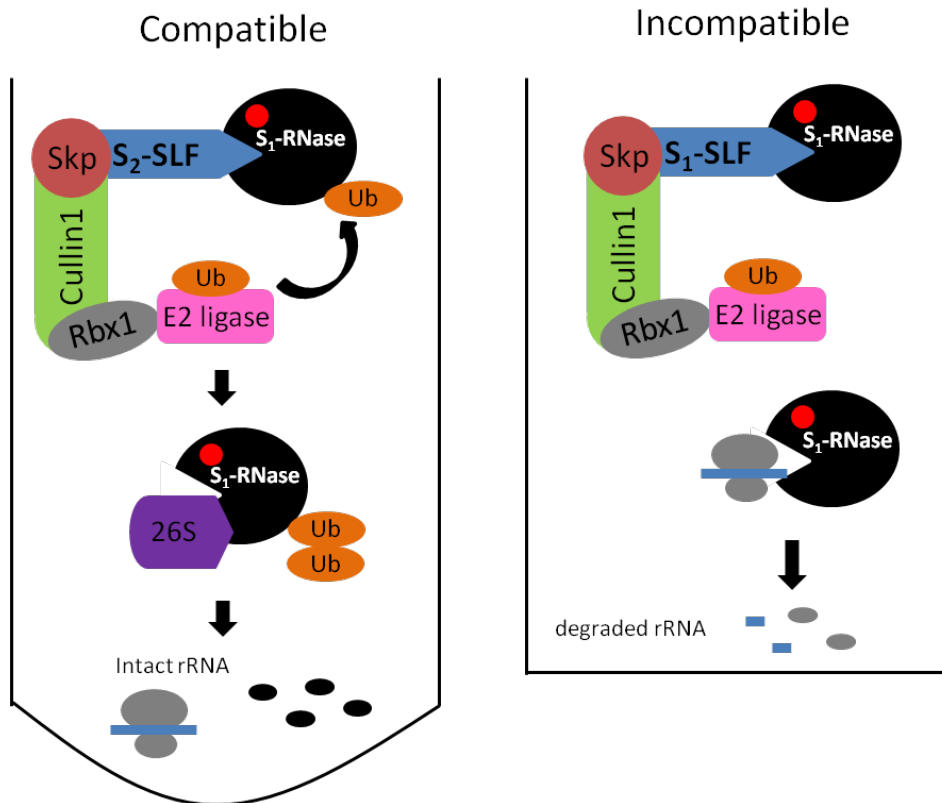 Compatible
Skp
S₂-SLF
S₁-RNase
Ub
Cullin1
Ub
E2 ligase
Rbx1
S₁-RNase
26S
Ub
Ub
Intact rRNA
Incompatible
Skp
S₁-SLF
S₁-RNase
Cullin1
Ub
E2 ligase
Rbx1
S₁-RNase
degraded rRNA